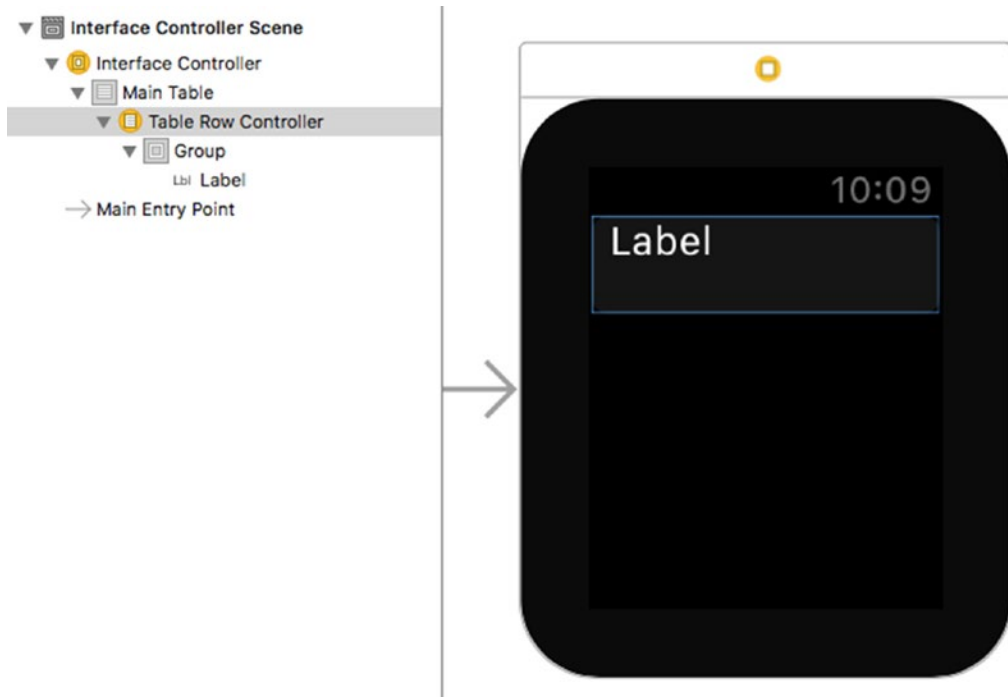 Interface Controller Scene
Interface Controller
Main Table
Table Row Controller
Group
Lbl Label
Main Entry Point
10:09
Label